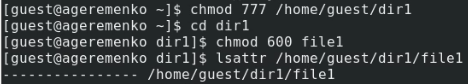 [guest@ageremenko ~]$ chmod 777 /home/guest/dir1
[guest@ageremenko ~]$ cd dir1
[guest@ageremenko dir1]$ chmod 600 file1
[guest@ageremenko dir1]$ lsattr /home/guest/dir1/file1
---------------- /home/guest/dir1/file1